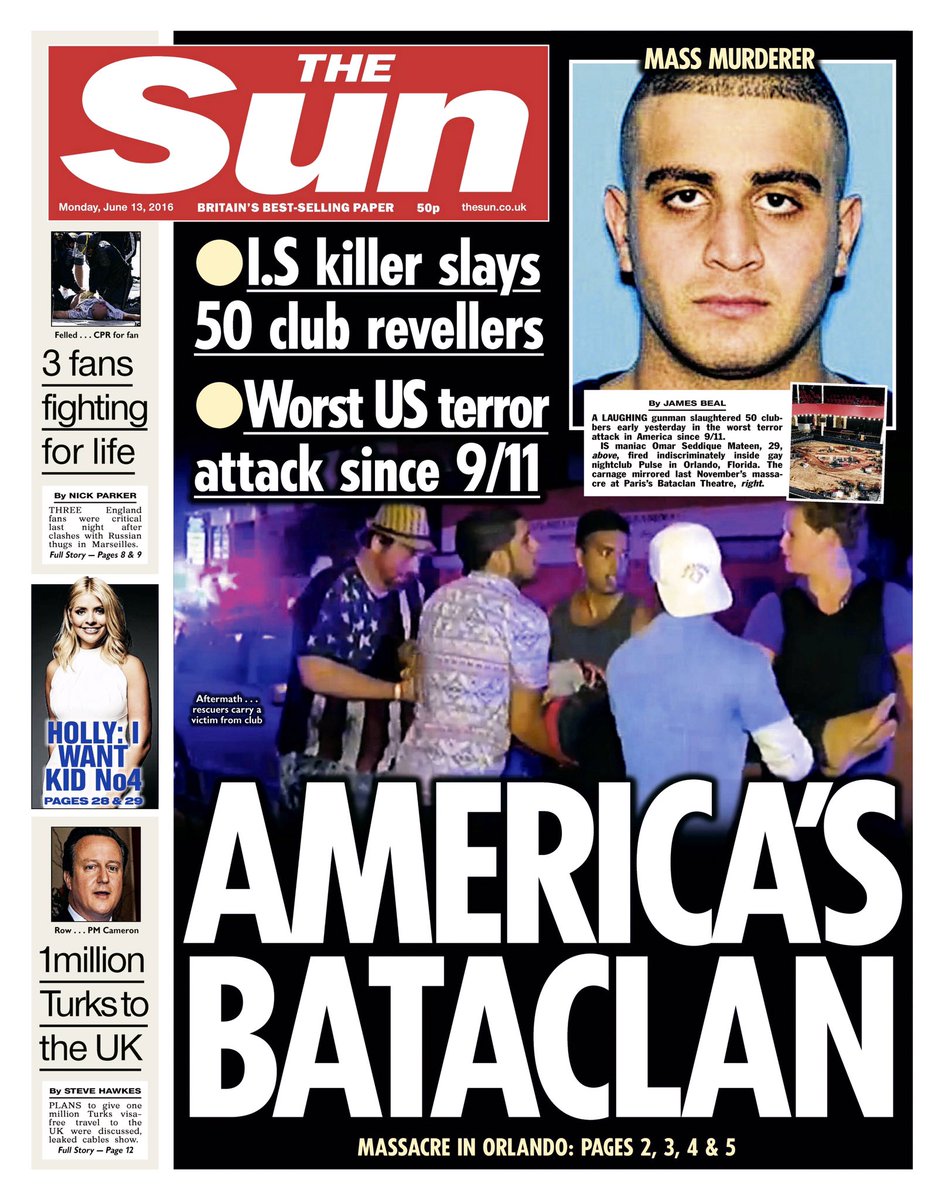 THE
Sun
Monday, June 13, 2016 BRITAIN'S BEST-SELLING PAPER 50p thesun.co.uk
MASS MURDERER
I.S killer slays
50 club revellers
Worst US terror
attack since 9/11
By JAMES BEAL
A LAUGHING gunman slaughtered 50 club-
bers early yesterday in the worst terror
attack in America since 9/11.
IS maniac Omar Seddique Mateen, 29,
above, fired indiscriminately inside gay
nightclub Pulse in Orlando, Florida. The
carnage mirrored last November's massa-
cre at Paris's Bataclan Theatre, right.
Felled . . . CPR for fan
3 fans
fighting
for life
By NICK PARKER
THREE England
fans were critical
last night after
clashes with Russian
thugs in Marseilles.
Full Story — Pages 8 & 9
HOLLY: I
WANT
KID No4
PAGES 28 & 29
Row . . . PM Cameron
1million
Turks to
the UK
By STEVE HAWKES
PLANS to give one
million Turks visa-
free travel to the
UK were discussed,
leaked cables show.
Full Story — Page 12
Aftermath . . .
rescuers carry a
victim from club
AMERICA'S
BATACLAN
MASSACRE IN ORLANDO: PAGES 2, 3, 4 & 5